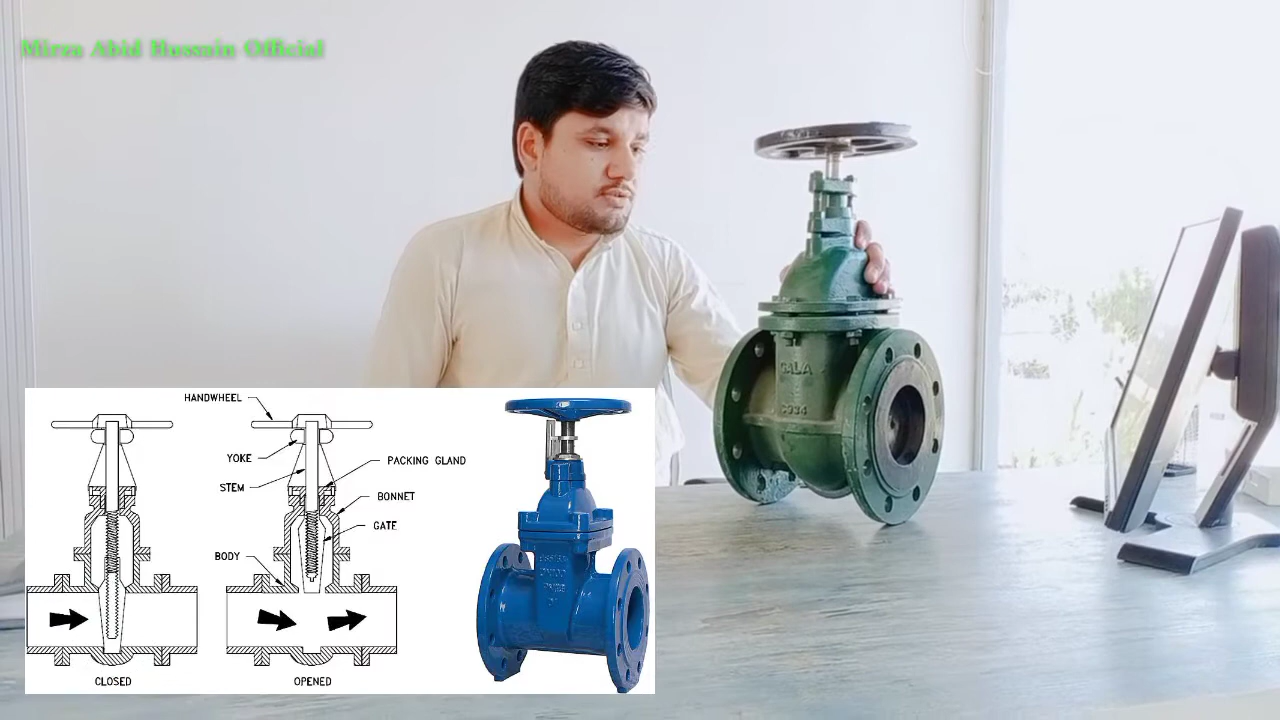 Mirza Abid Hussain Official
HANDWHEEL
YOKE
STEM
PACKING GLAND
BONNET
GATE
BODY
CLOSED
OPENED